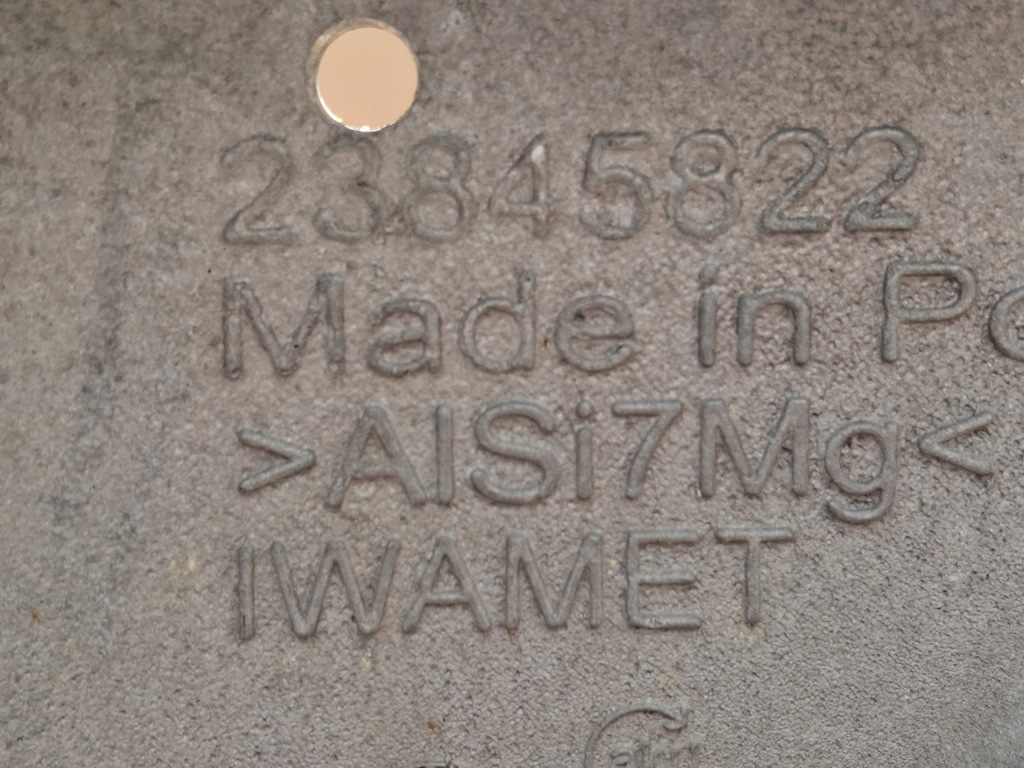 23845822
Made in Po
>AlSi7Mg<
IWAMET